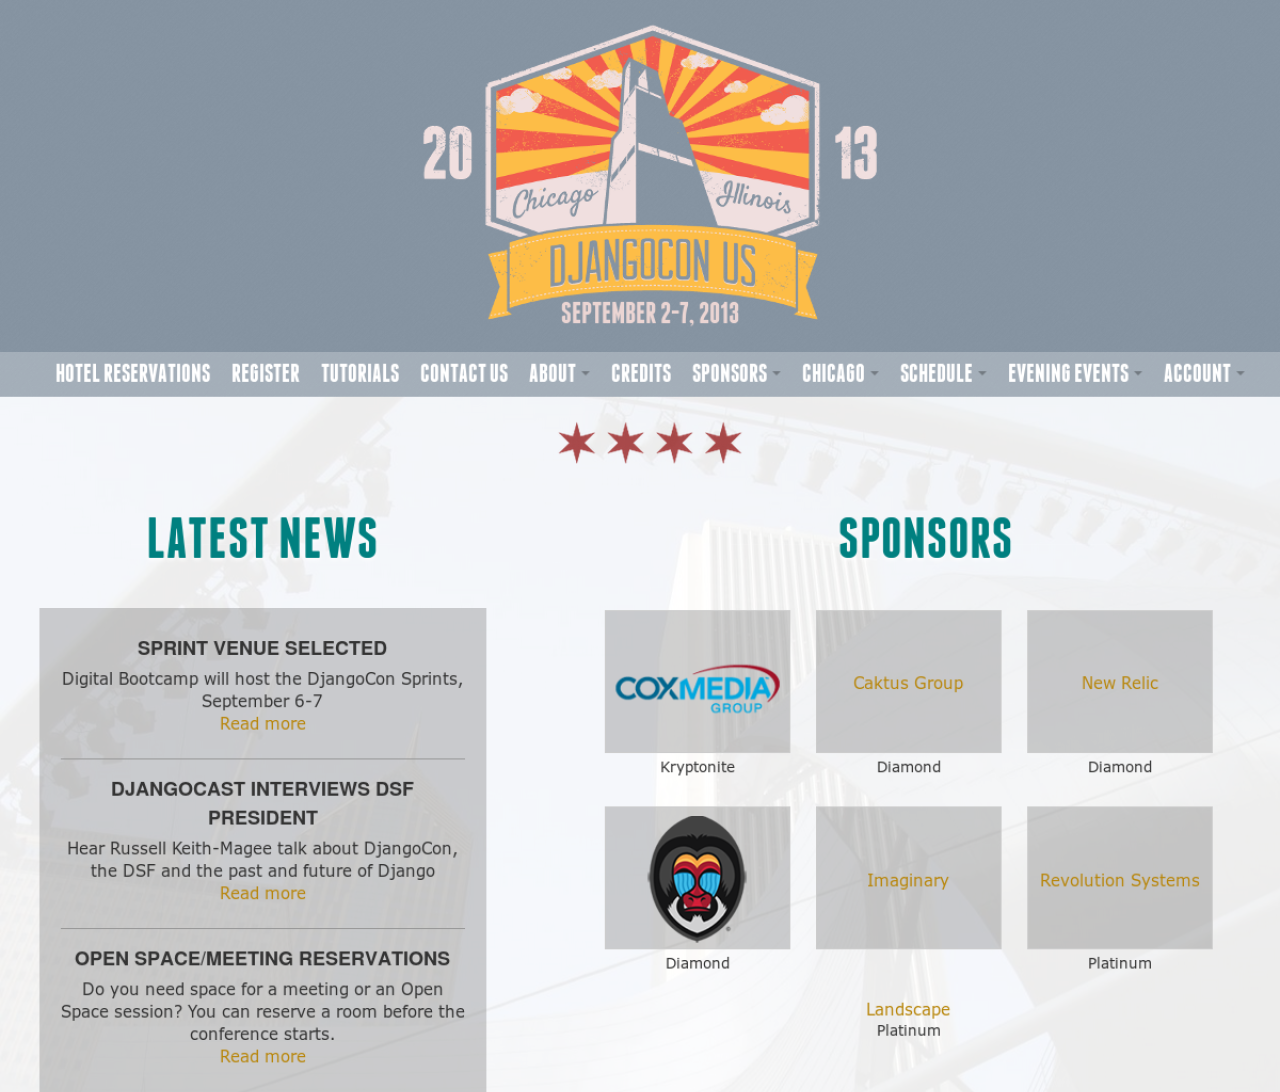 20
13
Chicago
Illinois
DJANGOCON US
SEPTEMBER 2-7, 2013
HOTEL RESERVATIONS REGISTER TUTORIALS CONTACT US ABOUT CREDITS SPONSORS CHICAGO SCHEDULE EVENING EVENTS ACCOUNT
LATEST NEWS
SPRINT VENUE SELECTED
Digital Bootcamp will host the DjangoCon Sprints,
September 6-7
Read more
DJANGOCAST INTERVIEWS DSF
PRESIDENT
Hear Russell Keith-Magee talk about DjangoCon,
the DSF and the past and future of Django
Read more
OPEN SPACE/MEETING RESERVATIONS
Do you need space for a meeting or an Open
Space session? You can reserve a room before the
conference starts.
Read more
SPONSORS
COXMEDIA™
GROUP
Kryptonite
Caktus Group
Diamond
New Relic
Diamond
®
Diamond
Imaginary
Revolution Systems
Platinum
Landscape
Platinum